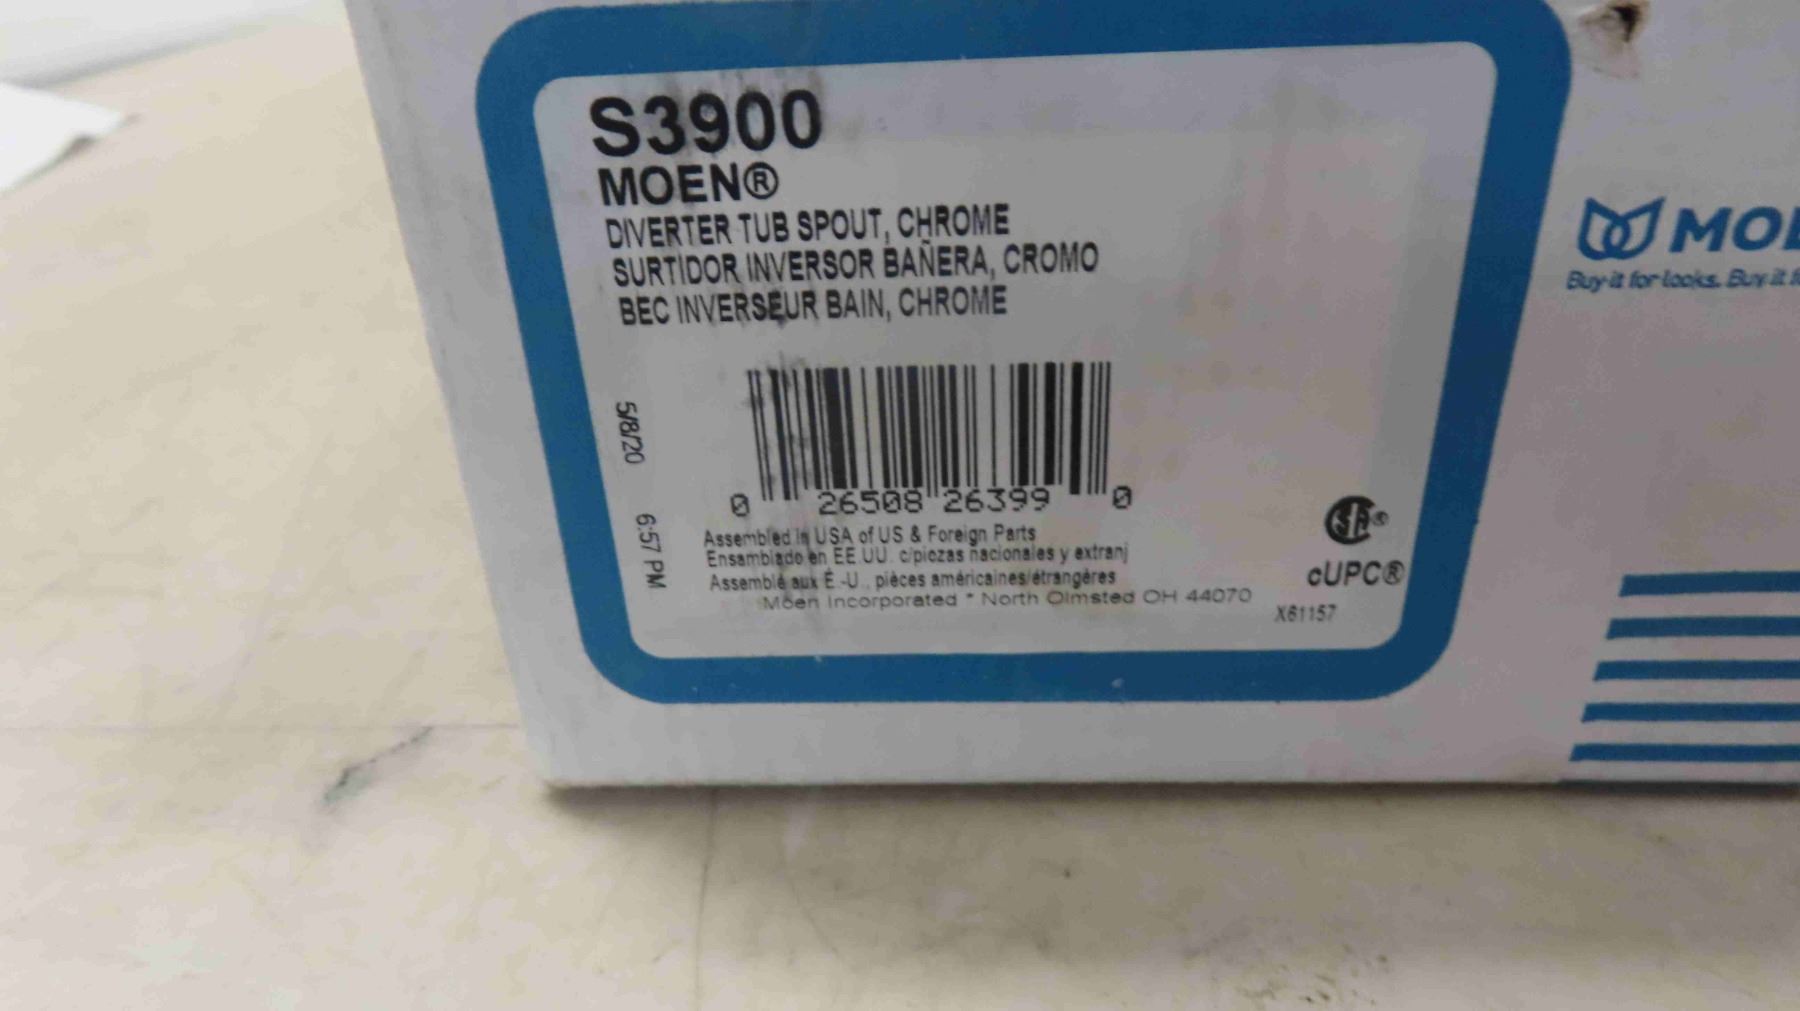 S3900
MOEN®
DIVERTER TUB SPOUT, CHROME
SURTIDOR INVERSOR BAÑERA, CROMO
BEC INVERSEUR BAIN, CHROME
5/8/20 6:57 PM
0 26508 26399 0
Assembled in USA of US & Foreign Parts
Ensamblado en EE.UU. c/piezas nacionales y extranj
Assemblé aux É.-U., pièces américaines/étrangères
Moen Incorporated * North Olmsted OH 44070
SA®
cUPC®
X61157
MOE
Buy it for looks. Buy it f